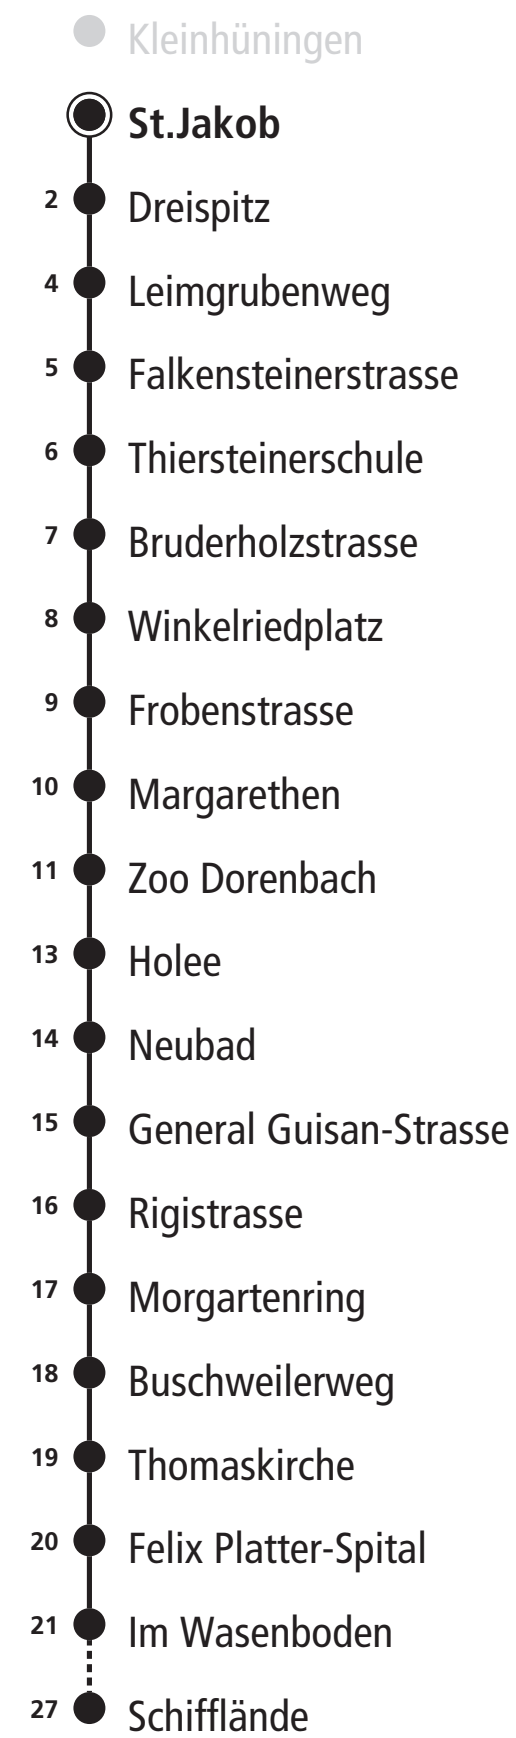 Kleinhüningen
St.Jakob
2 Dreispitz
4 Leimgrubenweg
5 Falkensteinerstrasse
6 Thiersteinerschule
7 Bruderholzstrasse
8 Winkelriedplatz
9 Frobenstrasse
10 Margarethen
11 Zoo Dorenbach
13 Holee
14 Neubad
15 General Guisan-Strasse
16 Rigistrasse
17 Morgartenring
18 Buschweilerweg
19 Thomaskirche
20 Felix Platter-Spital
21 Im Wasenboden
27 Schifflände